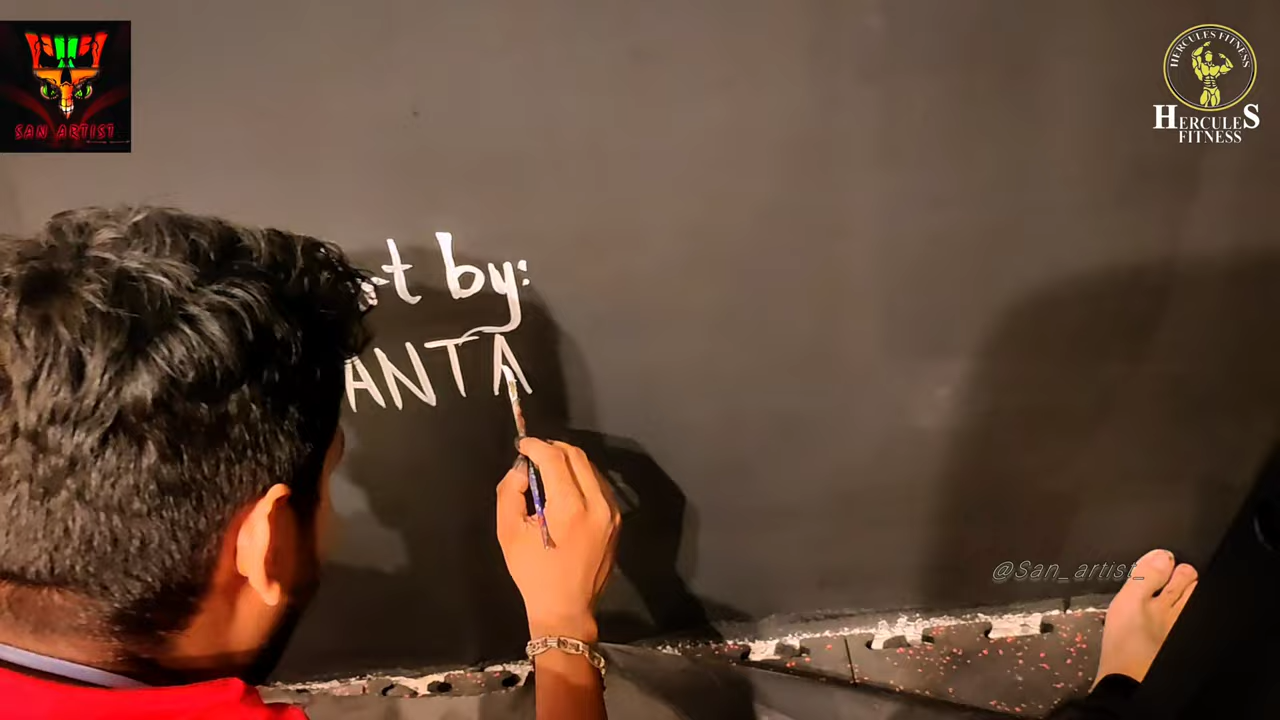 SAN ARTIST
HERCULES FITNESS
HERCULES
FITNESS
by:
ANTA
@San_artist_